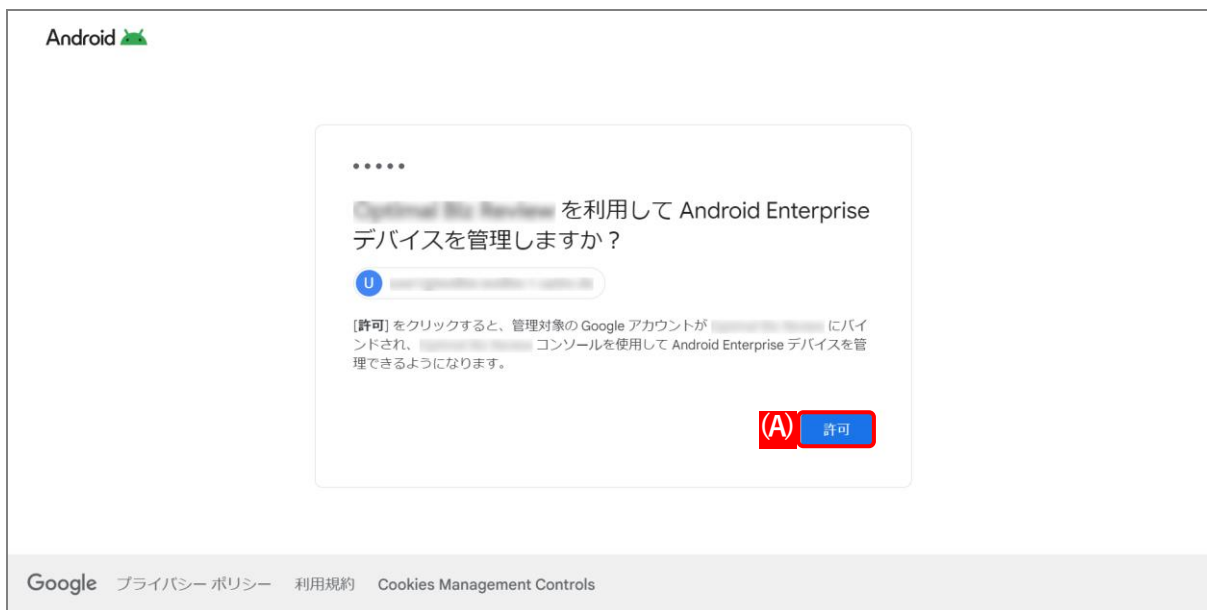 Android
を利用して Android Enterprise
デバイスを管理しますか？
U
[許可] をクリックすると、管理対象の Google アカウントが にバイ
ンドされ、 コンソールを使用して Android Enterprise デバイスを管
理できるようになります。
(A) 許可
Google プライバシー ポリシー 利用規約 Cookies Management Controls